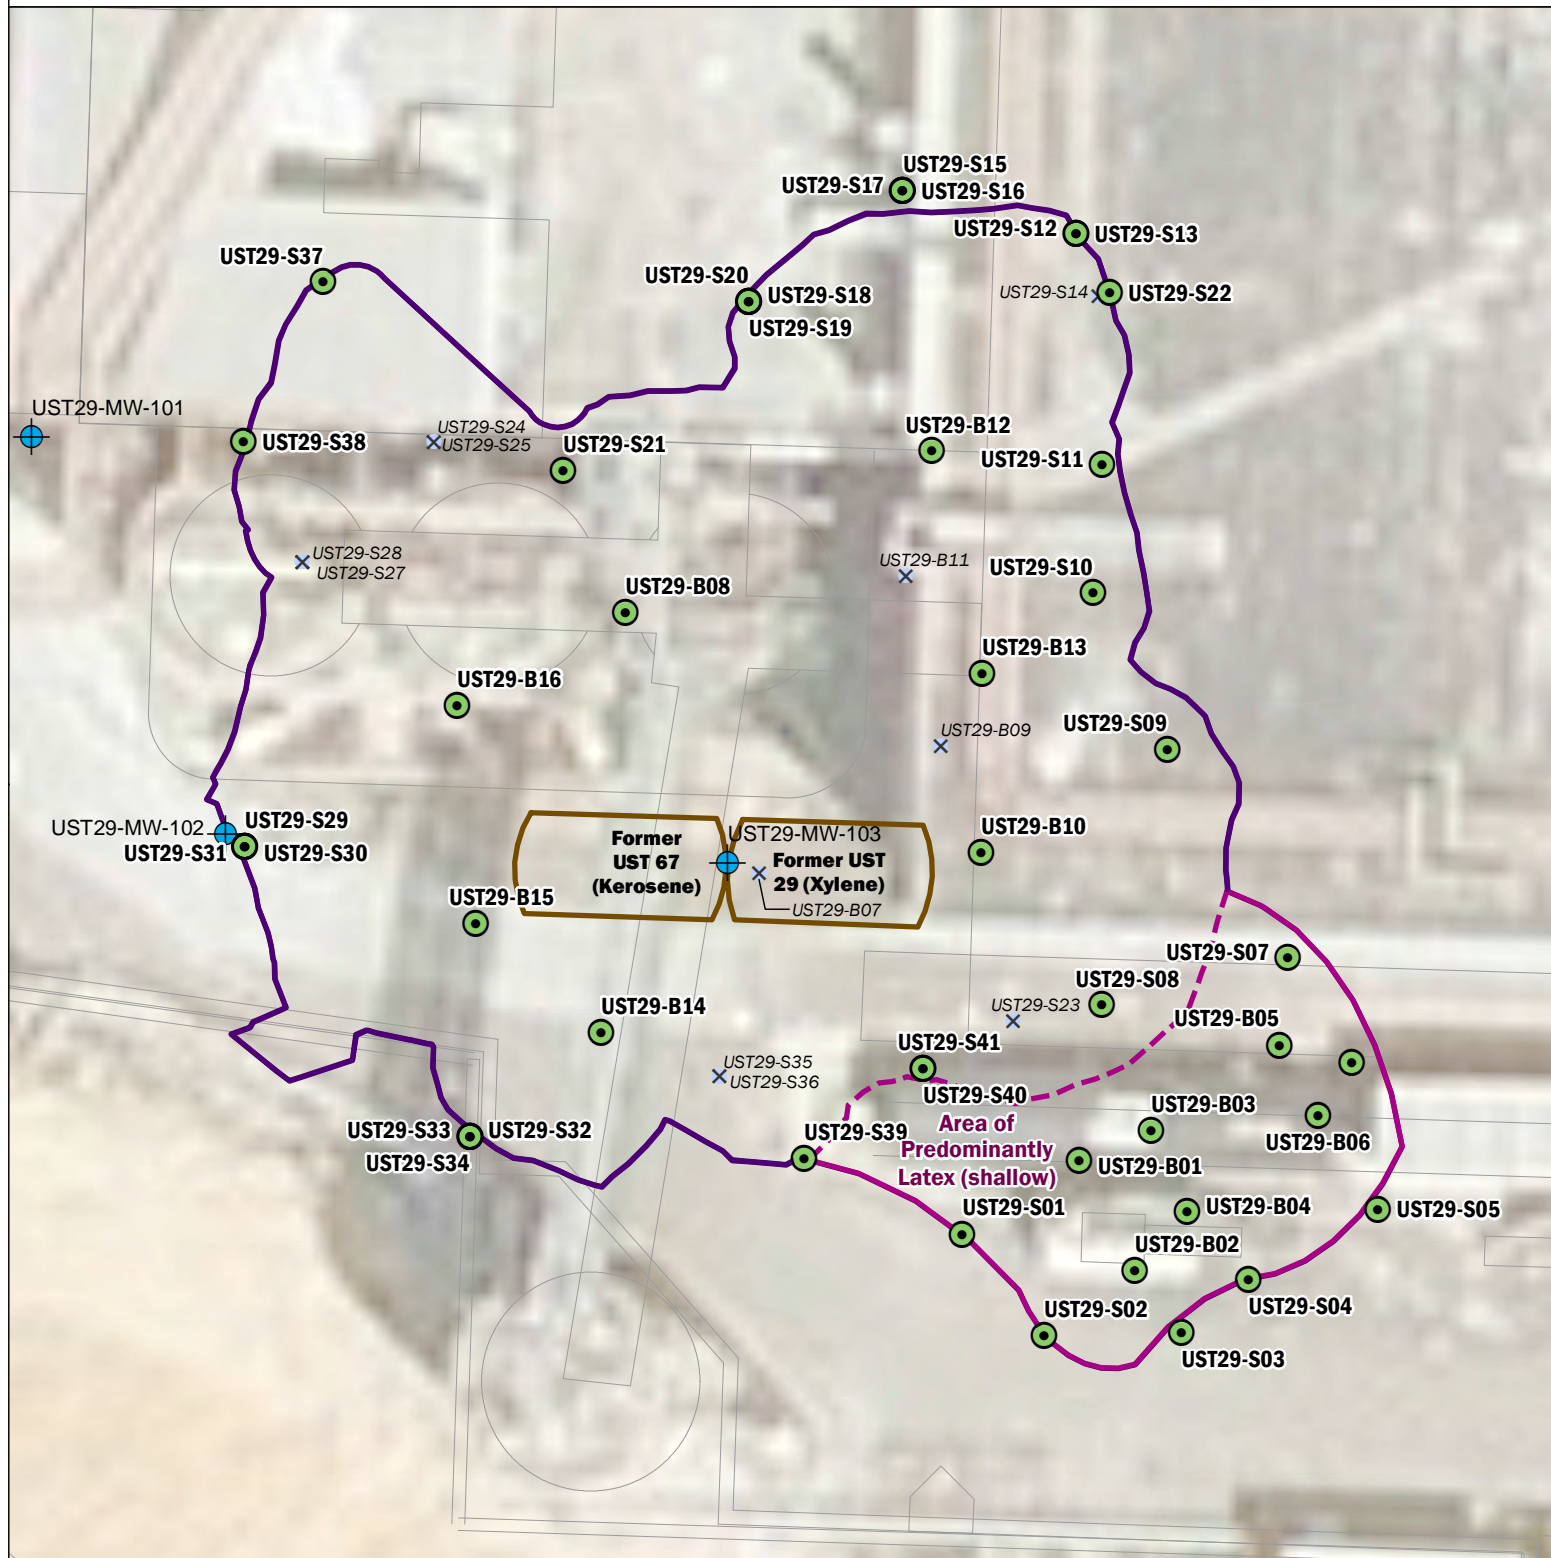 UST29-S15
UST29-S17
UST29-S16
UST29-S12
UST29-S13
UST29-S37
UST29-S20
UST29-S18
UST29-S19
UST29-S14
UST29-S22
UST29-MW-101
UST29-S24
UST29-S25
UST29-S38
UST29-S21
UST29-B12
UST29-S11
UST29-S28
UST29-S27
UST29-B11
UST29-S10
UST29-B08
UST29-B13
UST29-B16
UST29-B09
UST29-S09
UST29-MW-102
UST29-S29
UST29-S31
UST29-S30
Former
UST 67
(Kerosene)
UST29-MW-103
Former UST
29 (Xylene)
UST29-B07
UST29-B10
UST29-B15
UST29-S07
UST29-S08
UST29-S23
UST29-B14
UST29-B05
UST29-S41
UST29-S35
UST29-S36
UST29-S40
UST29-B03
Area of
Predominantly
Latex (shallow)
UST29-S33
UST29-S32
UST29-S34
UST29-S39
UST29-B06
UST29-B01
UST29-S01
UST29-B04
UST29-S05
UST29-B02
UST29-S02
UST29-S04
UST29-S03